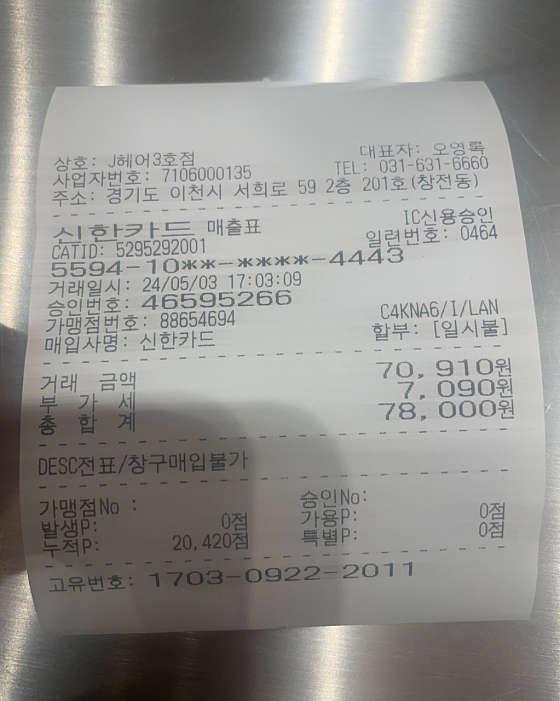 상호: J헤어3호점 대표자: 오영록
사업자번호: 7106000135 TEL: 031-631-6660
주소: 경기도 이천시 서희로 59 2층 201호(창전동)
신한카드 매출표 IC신용승인
CATID: 5295292001 일련번호: 0464
5594-10**-****-4443
거래일시: 24/05/03 17:03:09
승인번호: 46595266
가맹점번호: 88654694 C4KNA6/I/LAN
매입사명: 신한카드 할부: [일시불]
거래 금액 70,910원
부 가 세 7,090원
총 합 계 78,000원
DESC전표/창구매입불가
가맹점No : 승인No:
발생P: 0점 가용P: 0점
누적P: 20,420점 특별P: 0점
고유번호: 1703-0922-2011